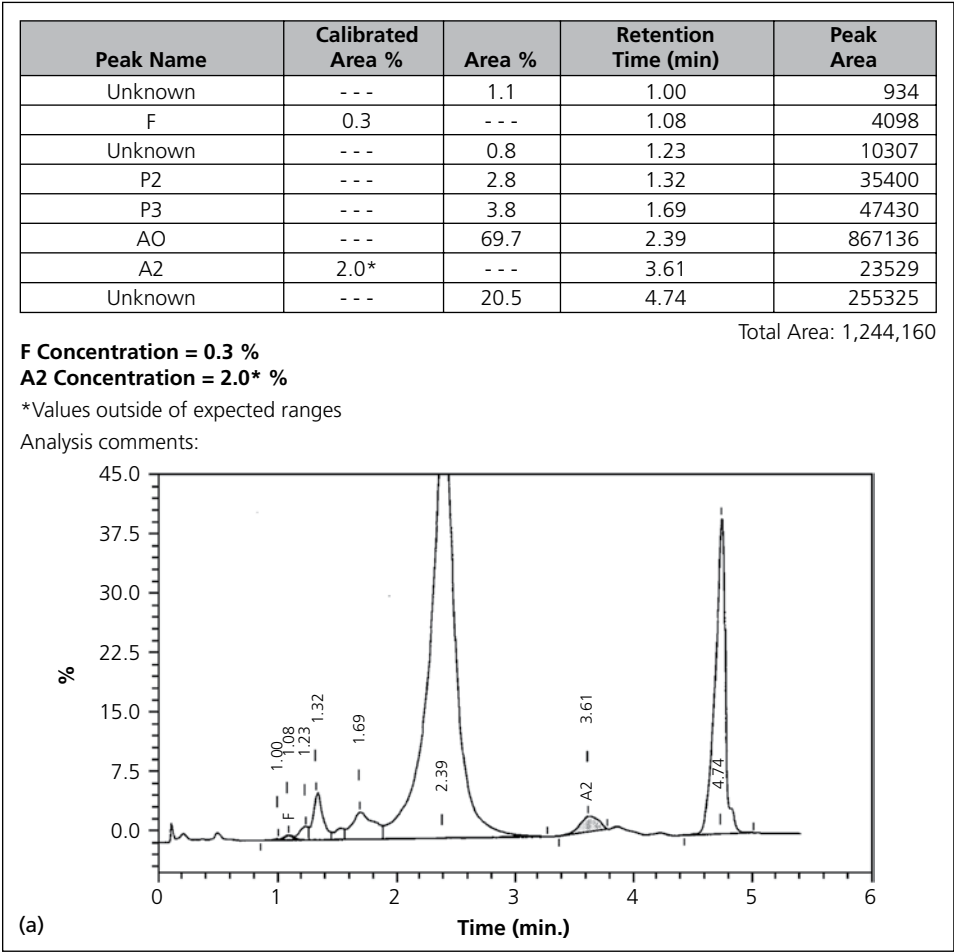 Peak Name | Calibrated Area % | Area % | Retention Time (min) | Peak Area
Unknown | - - - | 1.1 | 1.00 | 934
F | 0.3 | - - - | 1.08 | 4098
Unknown | - - - | 0.8 | 1.23 | 10307
P2 | - - - | 2.8 | 1.32 | 35400
P3 | - - - | 3.8 | 1.69 | 47430
AO | - - - | 69.7 | 2.39 | 867136
A2 | 2.0* | - - - | 3.61 | 23529
Unknown | - - - | 20.5 | 4.74 | 255325
Total Area: 1,244,160
F Concentration = 0.3 %
A2 Concentration = 2.0* %
*Values outside of expected ranges
Analysis comments:
45.0
37.5
30.0
22.5
15.0
7.5
0.0
%
1.00
1.08
F
1.23
1.32
1.69
2.39
3.61
A2
4.74
0 1 2 3 4 5 6
Time (min.)
(a)